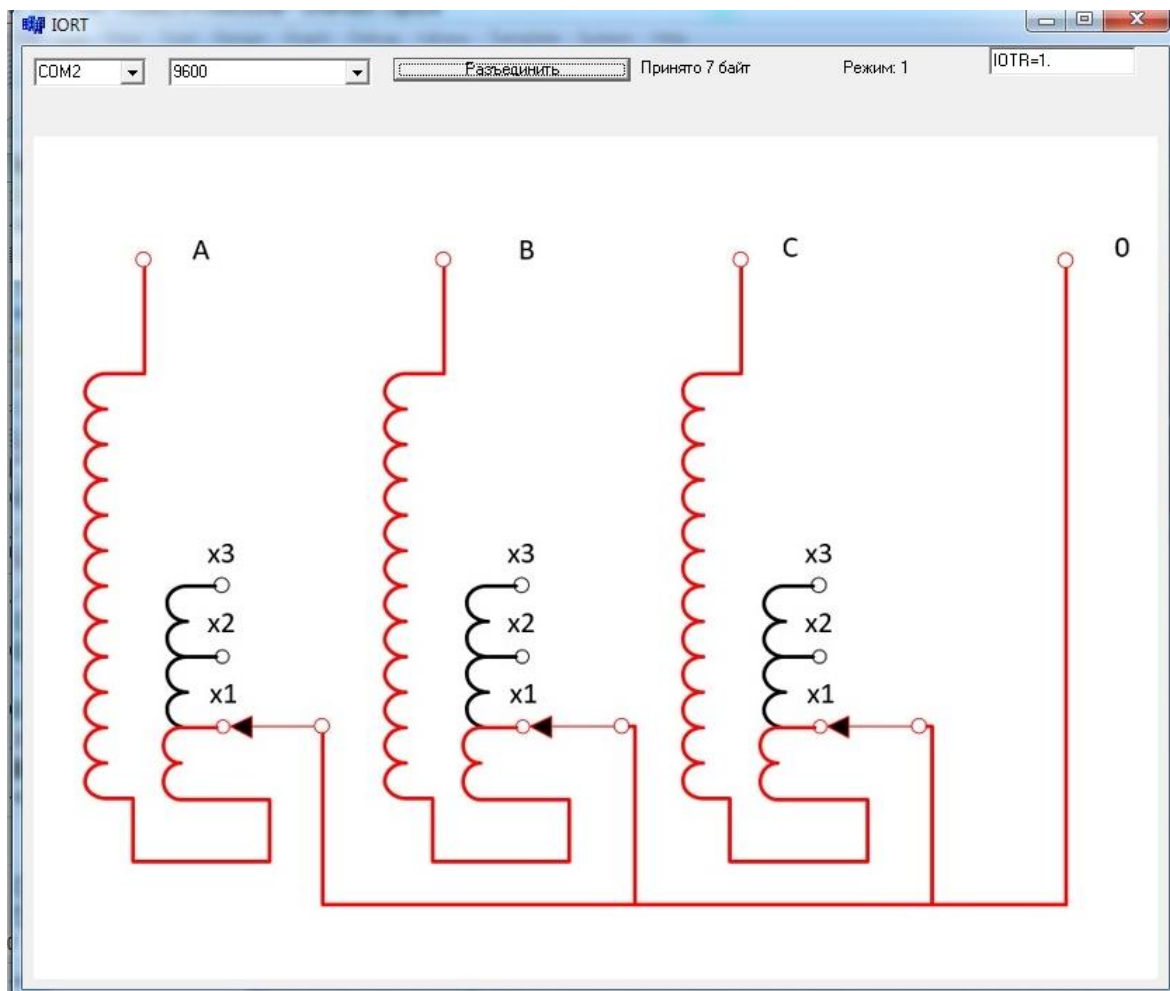 IORT
COM2 9600 Разъединить Принято 7 байт Режим: 1 IOTR=1.
A B C 0
x3 x3 x3
x2 x2 x2
x1 x1 x1